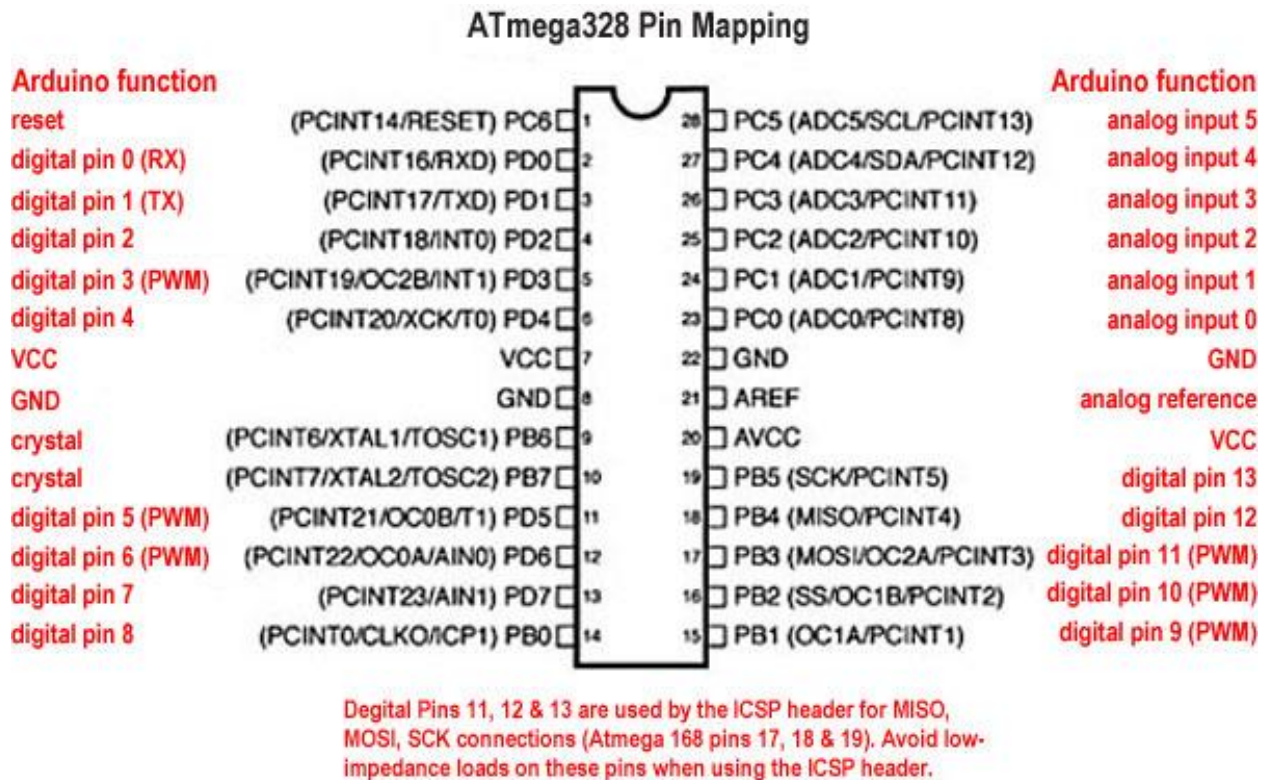 ATmega328 Pin Mapping
Arduino function Arduino function
reset (PCINT14/RESET) PC6 1 28 PC5 (ADC5/SCL/PCINT13) analog input 5
digital pin 0 (RX) (PCINT16/RXD) PD0 2 27 PC4 (ADC4/SDA/PCINT12) analog input 4
digital pin 1 (TX) (PCINT17/TXD) PD1 3 26 PC3 (ADC3/PCINT11) analog input 3
digital pin 2 (PCINT18/INT0) PD2 4 25 PC2 (ADC2/PCINT10) analog input 2
digital pin 3 (PWM) (PCINT19/OC2B/INT1) PD3 5 24 PC1 (ADC1/PCINT9) analog input 1
digital pin 4 (PCINT20/XCK/T0) PD4 6 23 PC0 (ADC0/PCINT8) analog input 0
VCC VCC 7 22 GND GND
GND GND 8 21 AREF analog reference
crystal (PCINT6/XTAL1/TOSC1) PB6 9 20 AVCC VCC
crystal (PCINT7/XTAL2/TOSC2) PB7 10 19 PB5 (SCK/PCINT5) digital pin 13
digital pin 5 (PWM) (PCINT21/OC0B/T1) PD5 11 18 PB4 (MISO/PCINT4) digital pin 12
digital pin 6 (PWM) (PCINT22/OC0A/AIN0) PD6 12 17 PB3 (MOSI/OC2A/PCINT3) digital pin 11 (PWM)
digital pin 7 (PCINT23/AIN1) PD7 13 16 PB2 (SS/OC1B/PCINT2) digital pin 10 (PWM)
digital pin 8 (PCINT0/CLKO/ICP1) PB0 14 15 PB1 (OC1A/PCINT1) digital pin 9 (PWM)
Degital Pins 11, 12 & 13 are used by the ICSP header for MISO,
MOSI, SCK connections (Atmega 168 pins 17, 18 & 19). Avoid low-
impedance loads on these pins when using the ICSP header.